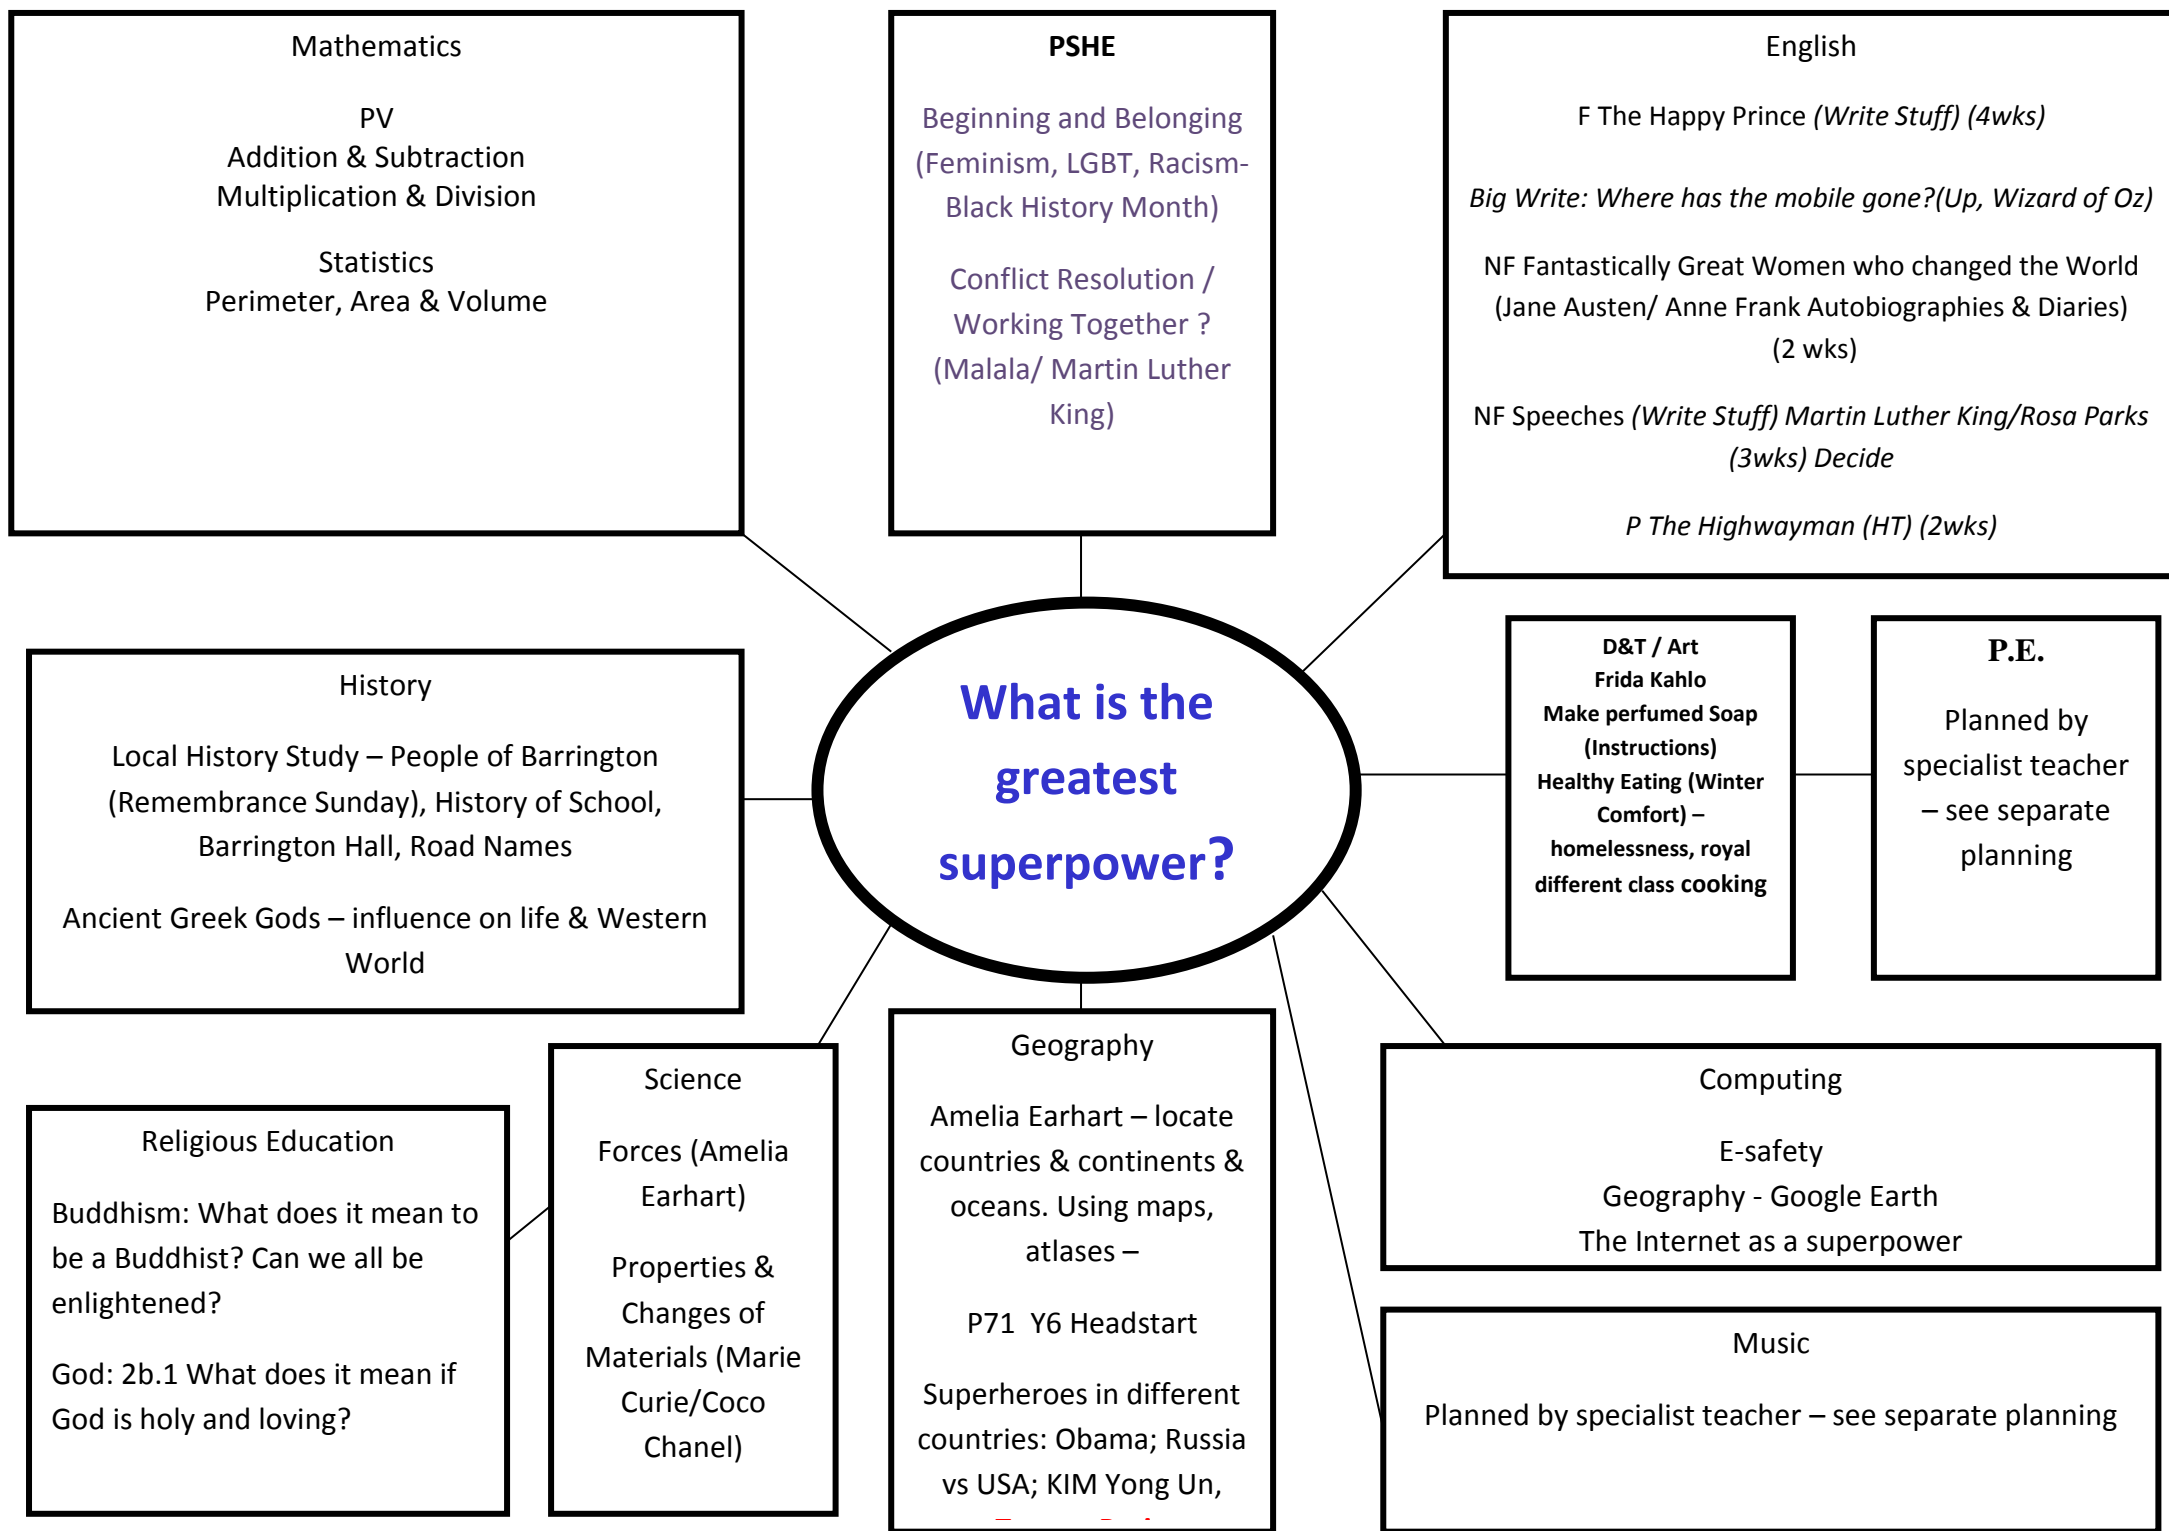 Mathematics
PV
Addition & Subtraction
Multiplication & Division
Statistics
Perimeter, Area & Volume
PSHE
Beginning and Belonging
(Feminism, LGBT, Racism-
Black History Month)
Conflict Resolution /
Working Together ?
(Malala/ Martin Luther
King)
English
F The Happy Prince (Write Stuff) (4wks)
Big Write: Where has the mobile gone?(Up, Wizard of Oz)
NF Fantastically Great Women who changed the World
(Jane Austen/ Anne Frank Autobiographies & Diaries)
(2 wks)
NF Speeches (Write Stuff) Martin Luther King/Rosa Parks
(3wks) Decide
P The Highwayman (HT) (2wks)
History
Local History Study – People of Barrington
(Remembrance Sunday), History of School,
Barrington Hall, Road Names
Ancient Greek Gods – influence on life & Western
World
What is the
greatest
superpower?
D&T / Art
Frida Kahlo
Make perfumed Soap
(Instructions)
Healthy Eating (Winter
Comfort) –
homelessness, royal
different class cooking
P.E.
Planned by
specialist teacher
– see separate
planning
Religious Education
Buddhism: What does it mean to
be a Buddhist? Can we all be
enlightened?
God: 2b.1 What does it mean if
God is holy and loving?
Science
Forces (Amelia
Earhart)
Properties &
Changes of
Materials (Marie
Curie/Coco
Chanel)
Geography
Amelia Earhart – locate
countries & continents &
oceans. Using maps,
atlases –
P71  Y6 Headstart
Superheroes in different
countries: Obama; Russia
vs USA; KIM Yong Un,
Computing
E-safety
Geography - Google Earth
The Internet as a superpower
Music
Planned by specialist teacher – see separate planning